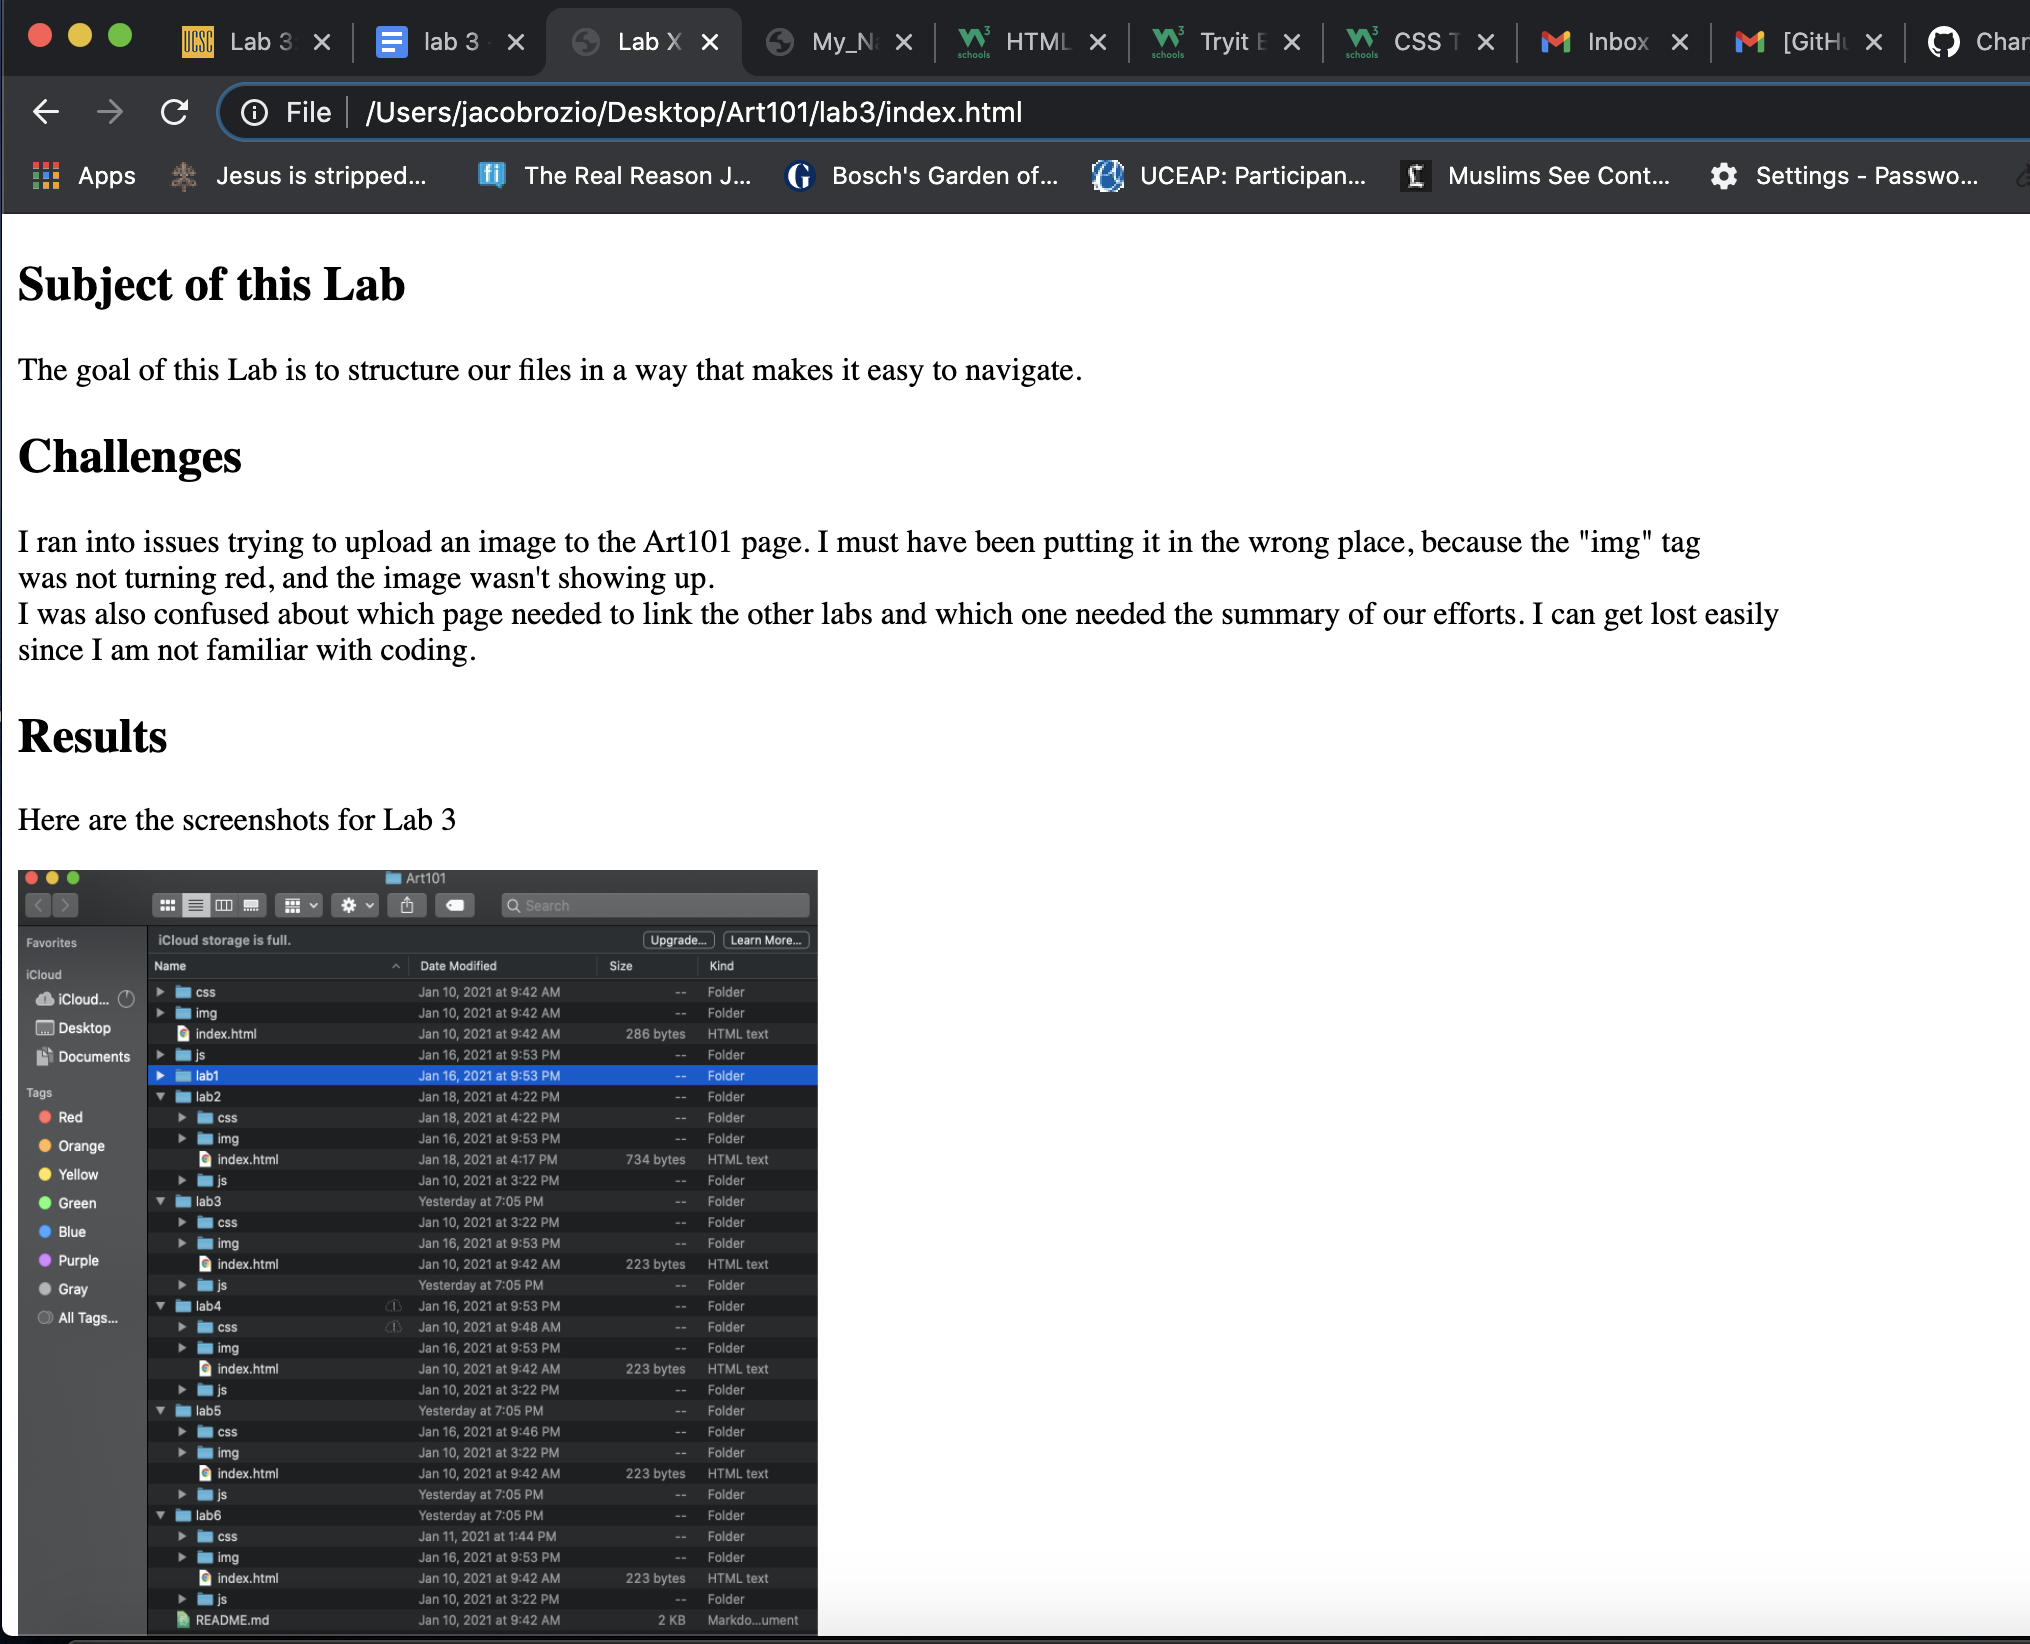 UCSC Lab 3: lab 3 - Lab X My_Na HTML Tryit E CSS T Inbox [GitHu Char
File /Users/jacobrozio/Desktop/Art101/lab3/index.html
Apps Jesus is stripped... fi The Real Reason J... G Bosch's Garden of... UCEAP: Participan... Muslims See Cont... Settings - Passwo...
Subject of this Lab
The goal of this Lab is to structure our files in a way that makes it easy to navigate.
Challenges
I ran into issues trying to upload an image to the Art101 page. I must have been putting it in the wrong place, because the "img" tag
was not turning red, and the image wasn't showing up.
I was also confused about which page needed to link the other labs and which one needed the summary of our efforts. I can get lost easily
since I am not familiar with coding.
Results
Here are the screenshots for Lab 3
Art101
Search
Favorites
iCloud
iCloud...
Desktop
Documents
Tags
Red
Orange
Yellow
Green
Blue
Purple
Gray
All Tags...
iCloud storage is full. Upgrade... Learn More...
Name Date Modified Size Kind
css Jan 10, 2021 at 9:42 AM -- Folder
img Jan 10, 2021 at 9:42 AM -- Folder
index.html Jan 10, 2021 at 9:42 AM 286 bytes HTML text
js Jan 16, 2021 at 9:53 PM -- Folder
lab1 Jan 16, 2021 at 9:53 PM -- Folder
lab2 Jan 18, 2021 at 4:22 PM -- Folder
css Jan 18, 2021 at 4:22 PM -- Folder
img Jan 16, 2021 at 9:53 PM -- Folder
index.html Jan 18, 2021 at 4:17 PM 734 bytes HTML text
js Jan 10, 2021 at 3:22 PM -- Folder
lab3 Yesterday at 7:05 PM -- Folder
css Jan 10, 2021 at 3:22 PM -- Folder
img Jan 16, 2021 at 9:53 PM -- Folder
index.html Jan 10, 2021 at 9:42 AM 223 bytes HTML text
js Yesterday at 7:05 PM -- Folder
lab4 Jan 16, 2021 at 9:53 PM -- Folder
css Jan 10, 2021 at 9:48 AM -- Folder
img Jan 16, 2021 at 9:53 PM -- Folder
index.html Jan 10, 2021 at 9:42 AM 223 bytes HTML text
js Jan 10, 2021 at 3:22 PM -- Folder
lab5 Yesterday at 7:05 PM -- Folder
css Jan 16, 2021 at 9:46 PM -- Folder
img Jan 10, 2021 at 3:22 PM -- Folder
index.html Jan 10, 2021 at 9:42 AM 223 bytes HTML text
js Yesterday at 7:05 PM -- Folder
lab6 Yesterday at 7:05 PM -- Folder
css Jan 11, 2021 at 1:44 PM -- Folder
img Jan 16, 2021 at 9:53 PM -- Folder
index.html Jan 10, 2021 at 9:42 AM 223 bytes HTML text
js Jan 10, 2021 at 3:22 PM -- Folder
README.md Jan 10, 2021 at 9:42 AM 2 KB Markdo...ument